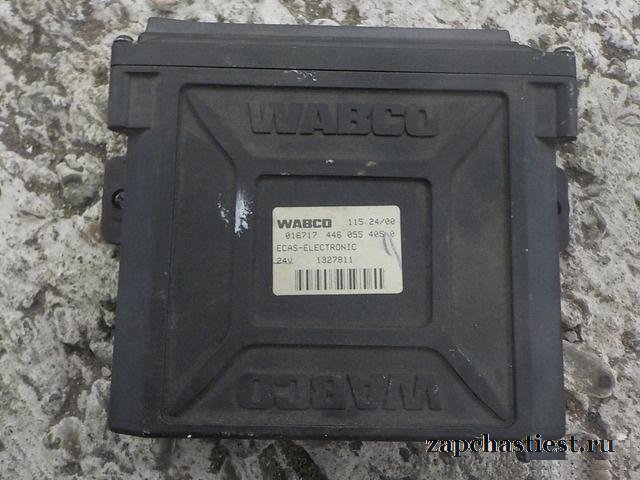 WABCO
WABCO 115 24/00
016717 446 055 405 0
ECAS-ELECTRONIC
24V 1327811
WABCO
zapchastiest.ru